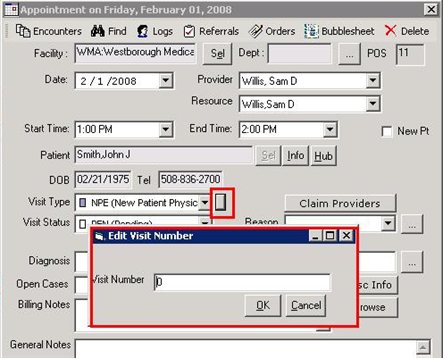 Appointment on Friday, February 01, 2008
Encounters Find Logs Referrals Orders Bubblesheet Delete
Facility: WMA:Westborough Medica Sel Dept: ... POS 11
Date: 2 / 1 /2008 Provider Willis, Sam D
Resource Willis,Sam D
Start Time: 1:00 PM End Time: 2:00 PM New Pt
Patient Smith,John J Sel Info Hub
DOB 02/21/1975 Tel 508-836-2700
Visit Type NPE (New Patient Physic Claim Providers
Visit Status PEN (Pending) Reason ...
Edit Visit Number
Diagnosis ...
Visit Number 0
Open Cases Info
Billing Notes OK Cancel rowse
General Notes